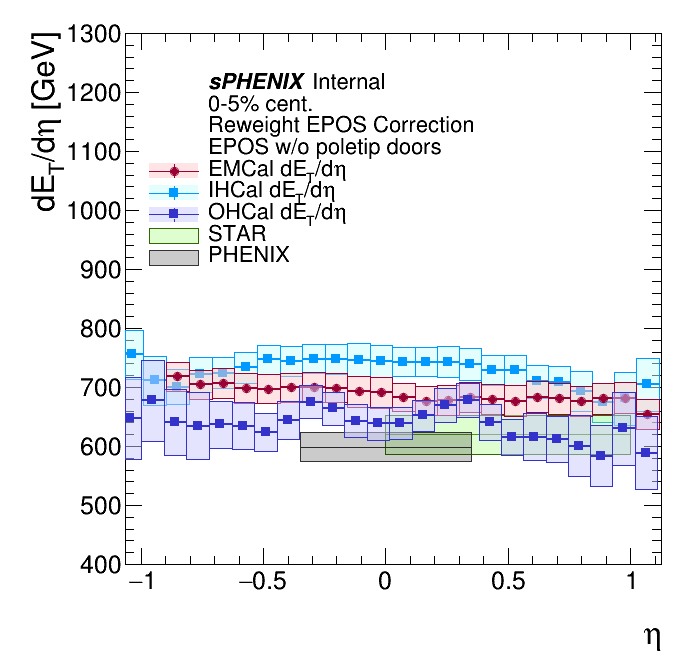 dE_T/dη [GeV]
1300
1200
1100
1000
900
800
700
600
500
400
sPHENIX Internal
0-5% cent.
Reweight EPOS Correction
EPOS w/o poletip doors
EMCal dE_T/dη
IHCal dE_T/dη
OHCal dE_T/dη
STAR
PHENIX
−1 −0.5 0 0.5 1
η